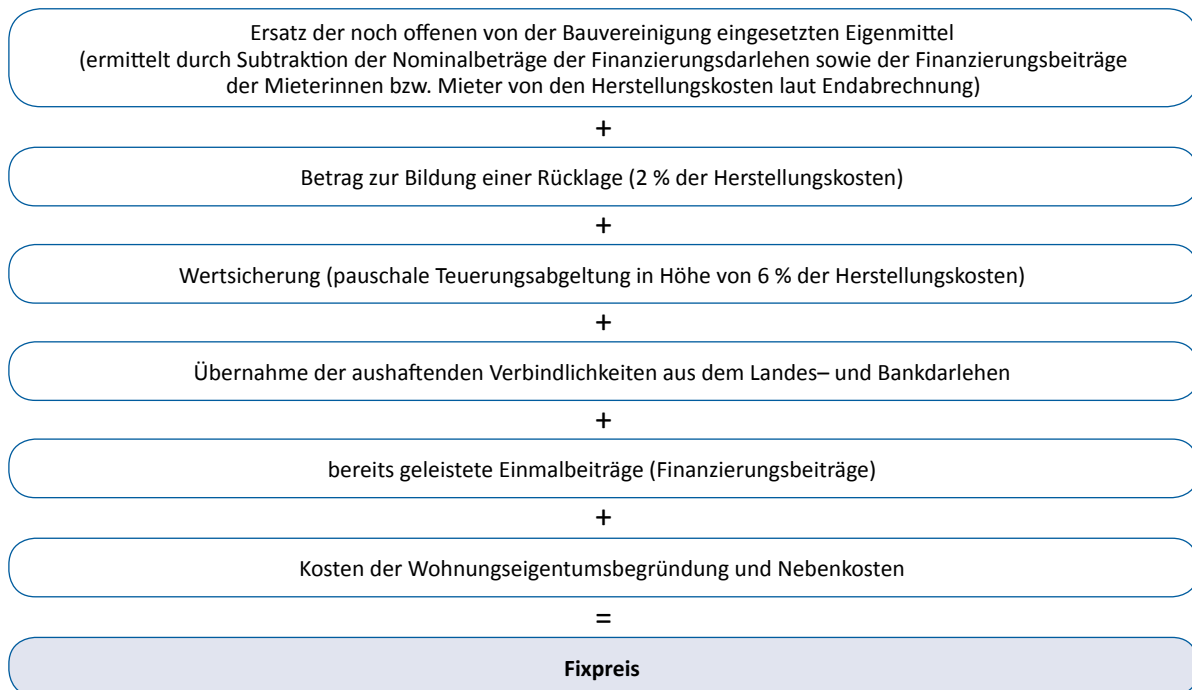 Ersatz der noch offenen von der Bauvereinigung eingesetzten Eigenmittel
(ermittelt durch Subtraktion der Nominalbeträge der Finanzierungsdarlehen sowie der Finanzierungsbeiträge
der Mieterinnen bzw. Mieter von den Herstellungskosten laut Endabrechnung)
+
Betrag zur Bildung einer Rücklage (2 % der Herstellungskosten)
+
Wertsicherung (pauschale Teuerungsabgeltung in Höhe von 6 % der Herstellungskosten)
+
Übernahme der aushaftenden Verbindlichkeiten aus dem Landes– und Bankdarlehen
+
bereits geleistete Einmalbeiträge (Finanzierungsbeiträge)
+
Kosten der Wohnungseigentumsbegründung und Nebenkosten
=
Fixpreis